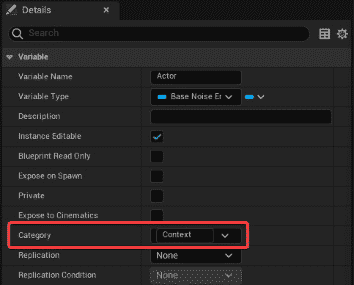 Details
Search
Variable
Variable Name Actor
Variable Type Base Noise Er
Description
Instance Editable
Blueprint Read Only
Expose on Spawn
Private
Expose to Cinematics
Category Context
Replication None
Replication Condition None